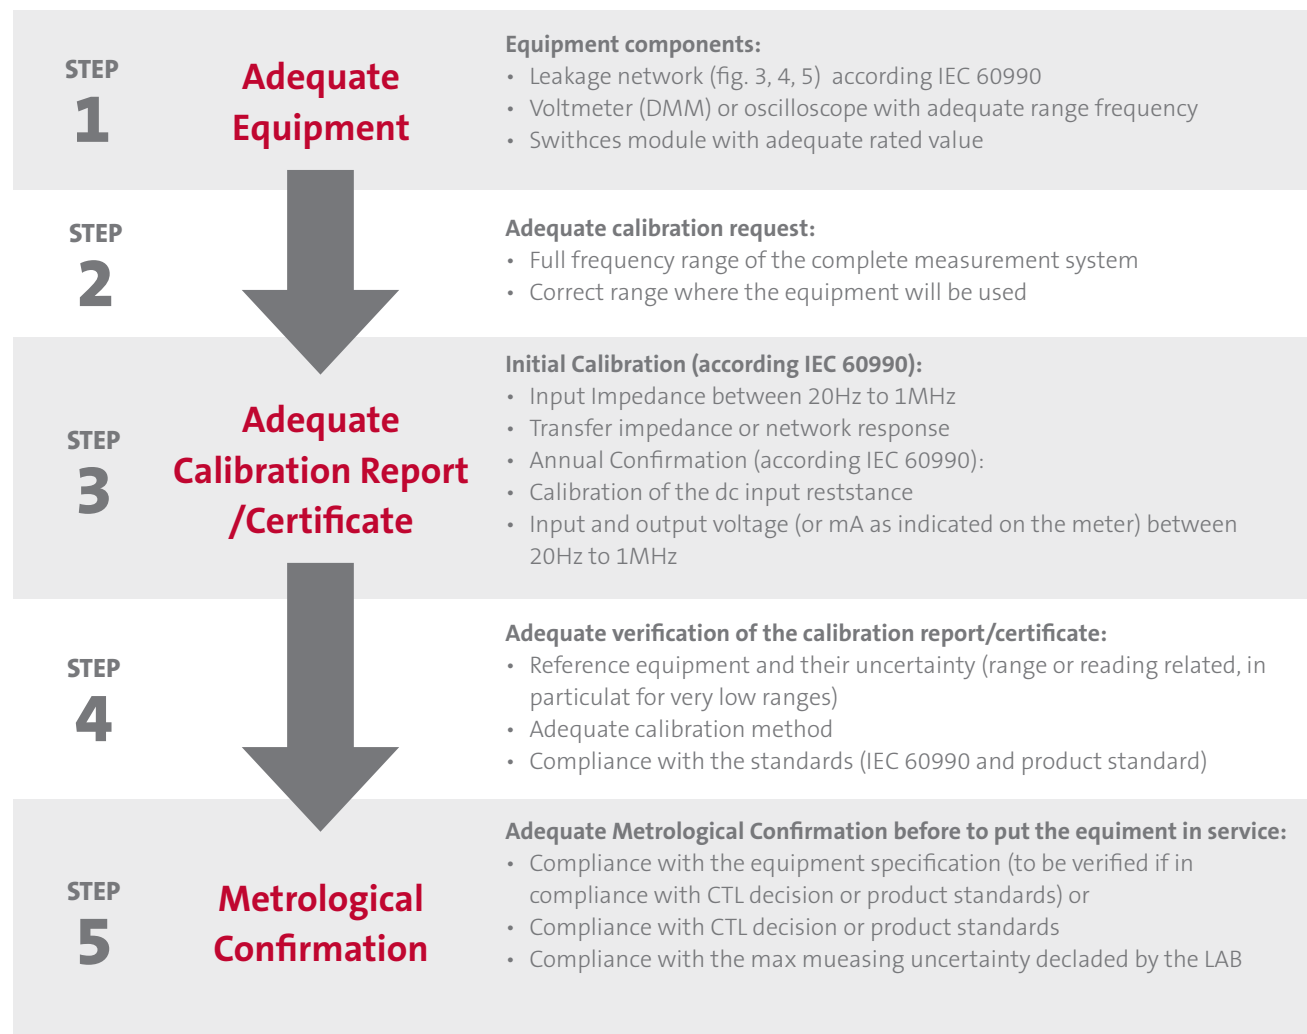 STEP
1
Adequate
Equipment
Equipment components:
• Leakage network (fig. 3, 4, 5) according IEC 60990
• Voltmeter (DMM) or oscilloscope with adequate range frequency
• Swithces module with adequate rated value
STEP
2
Adequate calibration request:
• Full frequency range of the complete measurement system
• Correct range where the equipment will be used
STEP
3
Adequate
Calibration Report
/Certificate
Initial Calibration (according IEC 60990):
• Input Impedance between 20Hz to 1MHz
• Transfer impedance or network response
• Annual Confirmation (according IEC 60990):
• Calibration of the dc input reststance
• Input and output voltage (or mA as indicated on the meter) between
20Hz to 1MHz
STEP
4
Adequate verification of the calibration report/certificate:
• Reference equipment and their uncertainty (range or reading related, in
particulat for very low ranges)
• Adequate calibration method
• Compliance with the standards (IEC 60990 and product standard)
STEP
5
Metrological
Confirmation
Adequate Metrological Confirmation before to put the equiment in service:
• Compliance with the equipment specification (to be verified if in
compliance with CTL decision or product standards) or
• Compliance with CTL decision or product standards
• Compliance with the max mueasing uncertainty decladed by the LAB